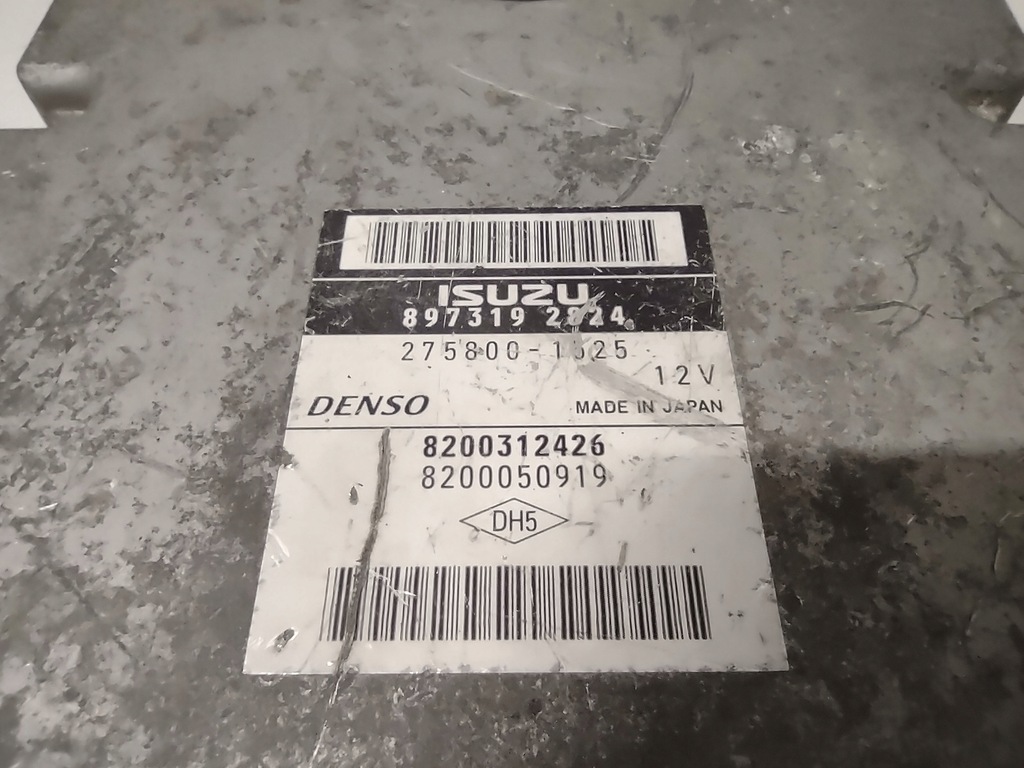 ISUZU
897319 2824
275800-1025
12V
DENSO MADE IN JAPAN
8200312426
8200050919
DH5